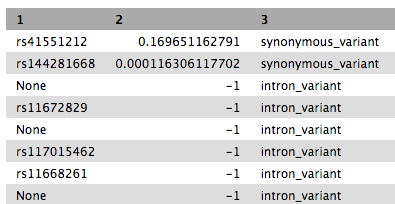 1 2 3
rs41551212 0.169651162791 synonymous_variant
rs144281668 0.000116306117702 synonymous_variant
None -1 intron_variant
rs11672829 -1 intron_variant
None -1 intron_variant
rs117015462 -1 intron_variant
rs11668261 -1 intron_variant
None -1 intron_variant